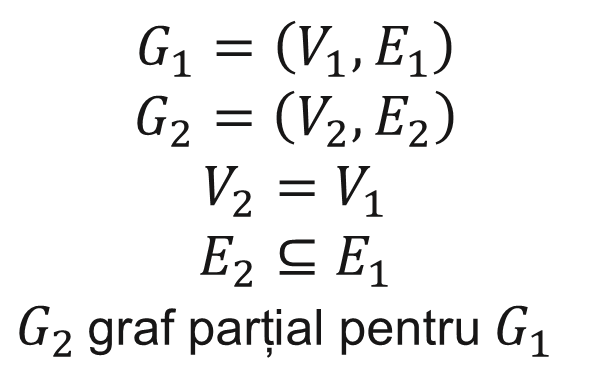 G₁ = (V₁, E₁)
G₂ = (V₂, E₂)
V₂ = V₁
E₂ ⊆ E₁
G₂ graf parțial pentru G₁